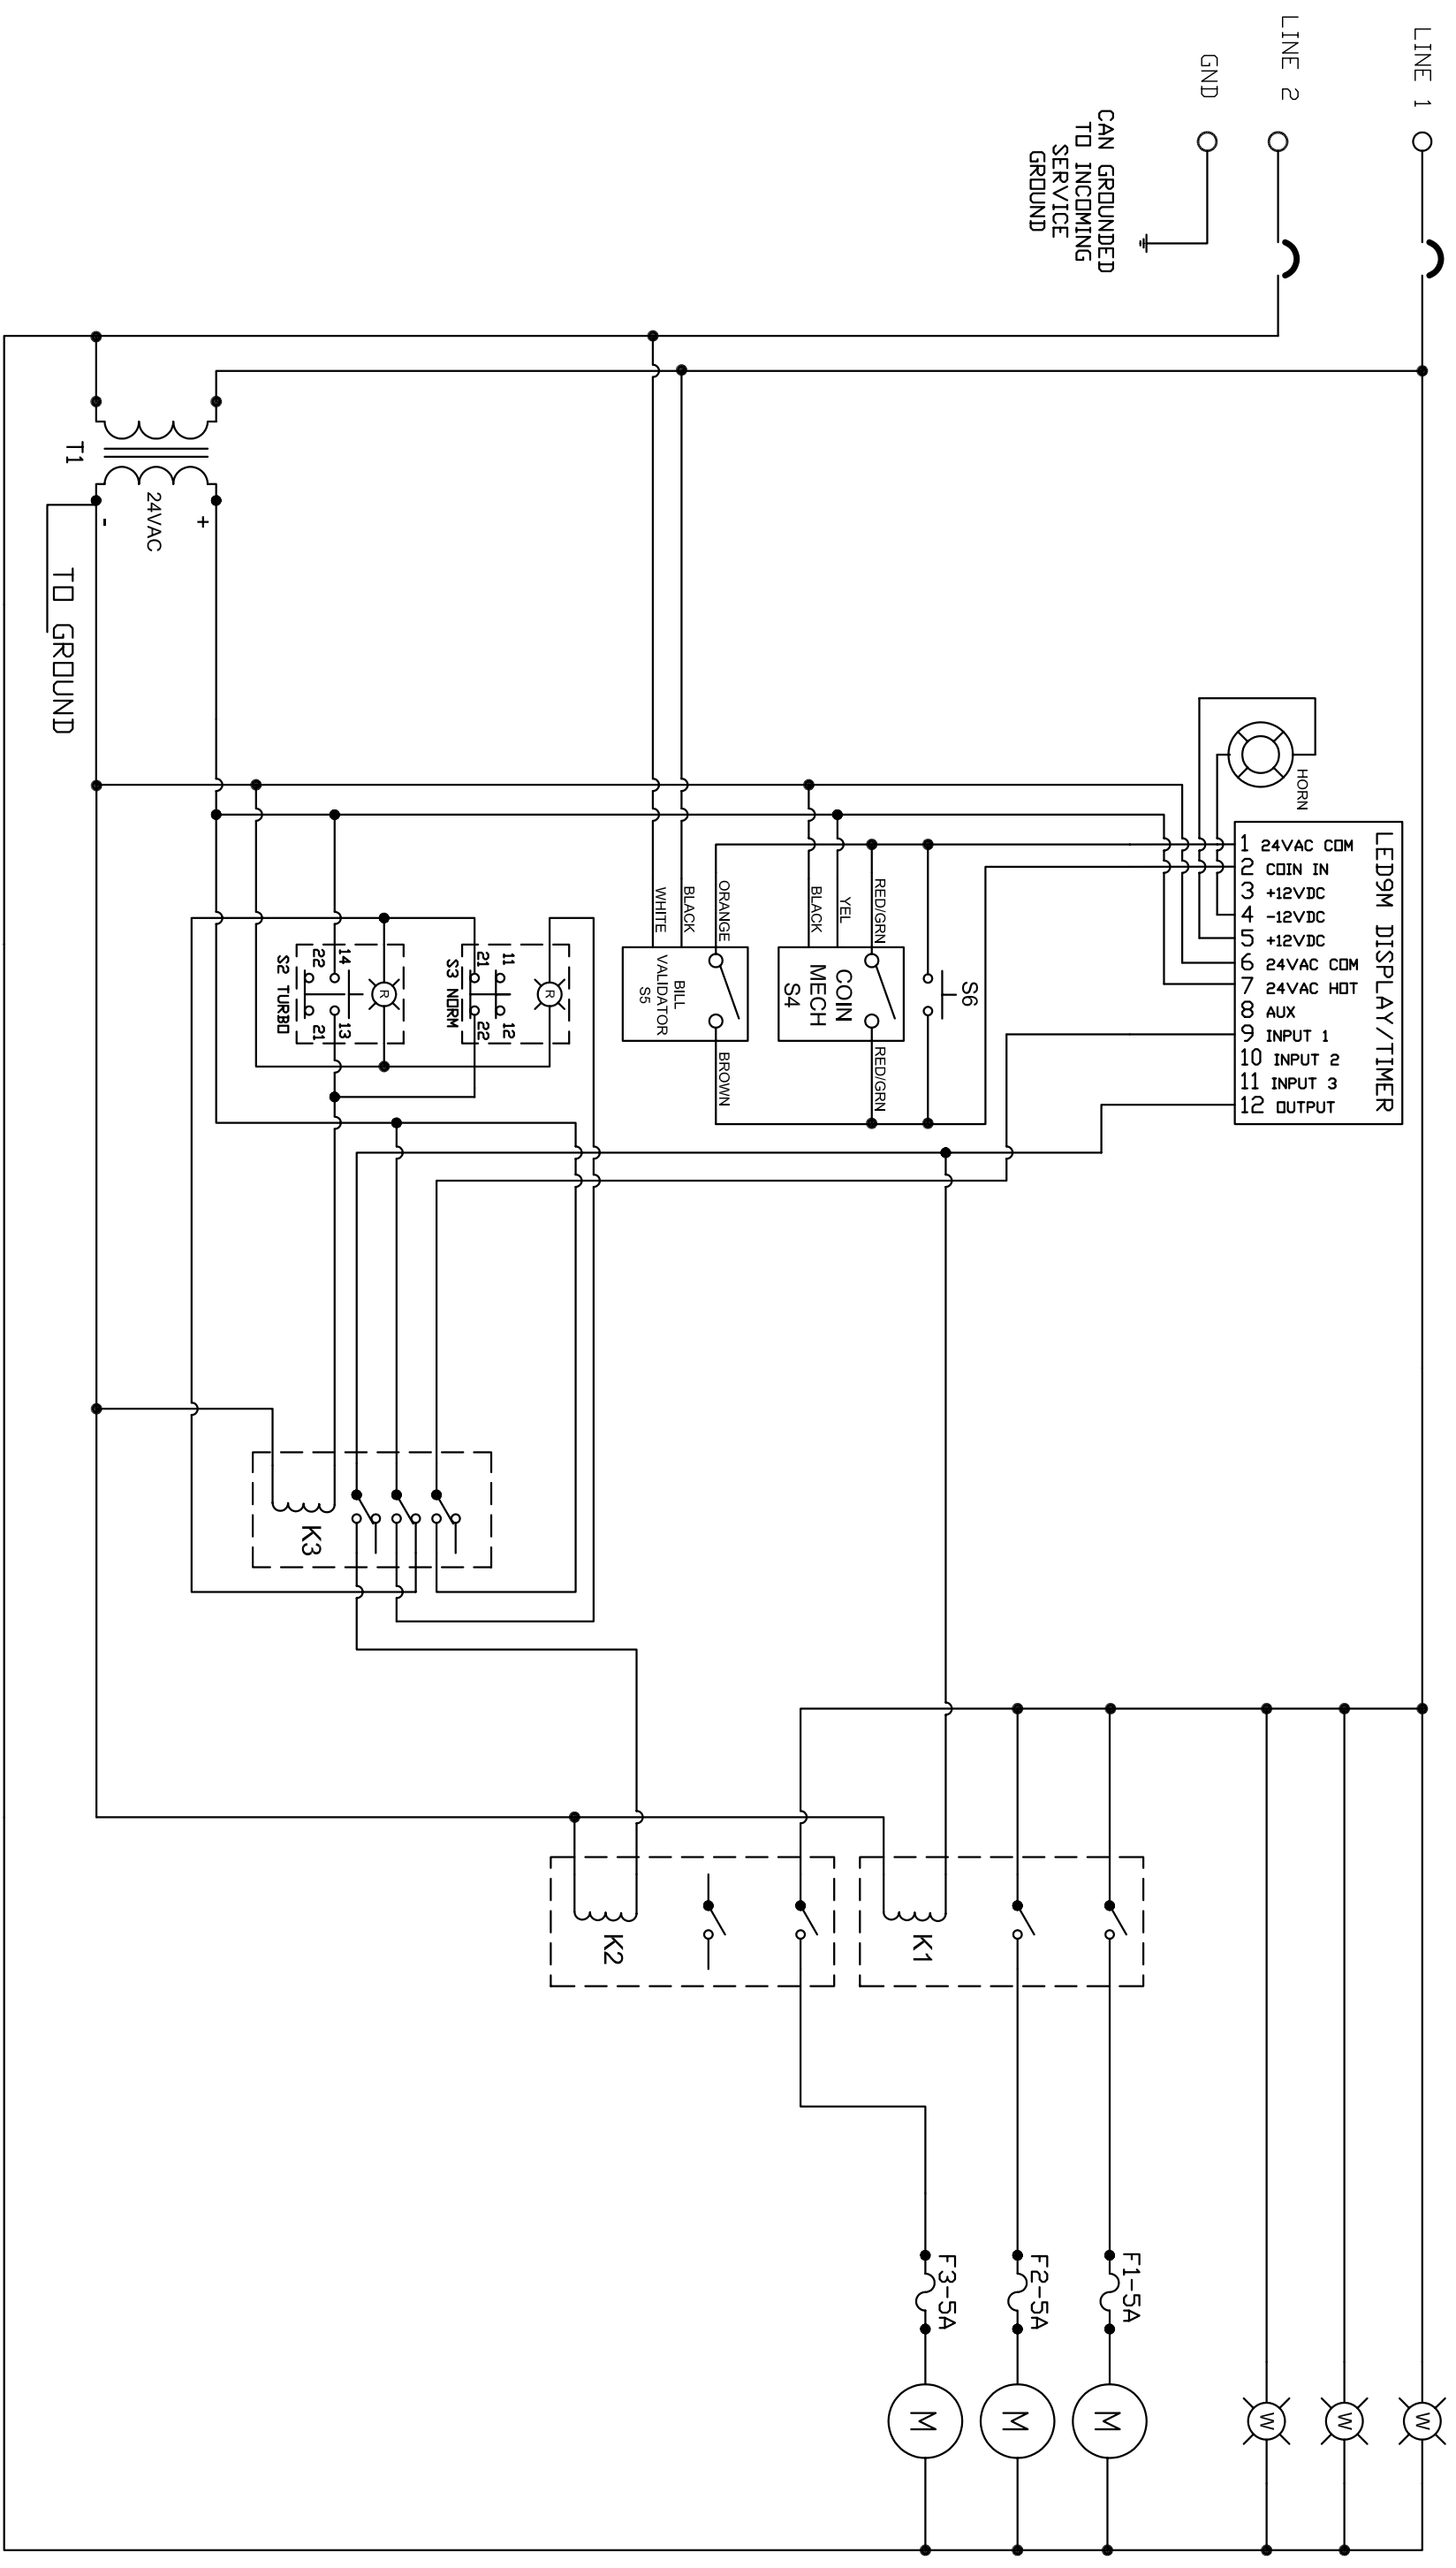 LINE 1
LINE 2
GND
CAN GROUNDED
TO INCOMING
SERVICE
GROUND
HORN
LED9M DISPLAY/TIMER
1 24VAC COM
2 COIN IN
3 +12VDC
4 -12VDC
5 +12VDC
6 24VAC COM
7 24VAC HOT
8 AUX
9 INPUT 1
10 INPUT 2
11 INPUT 3
12 OUTPUT
S6
RED/GRN
YEL
BLACK
COIN
MECH
S4
RED/GRN
ORANGE
BLACK
WHITE
BILL
VALIDATOR
S5
BROWN
R
11
12
21
22
S3 NORM
R
14
13
22
21
S2 TURBO
+
24VAC
-
T1
TO GROUND
K3
K1
K2
F1-5A
F2-5A
F3-5A
M
M
M
W
W
W